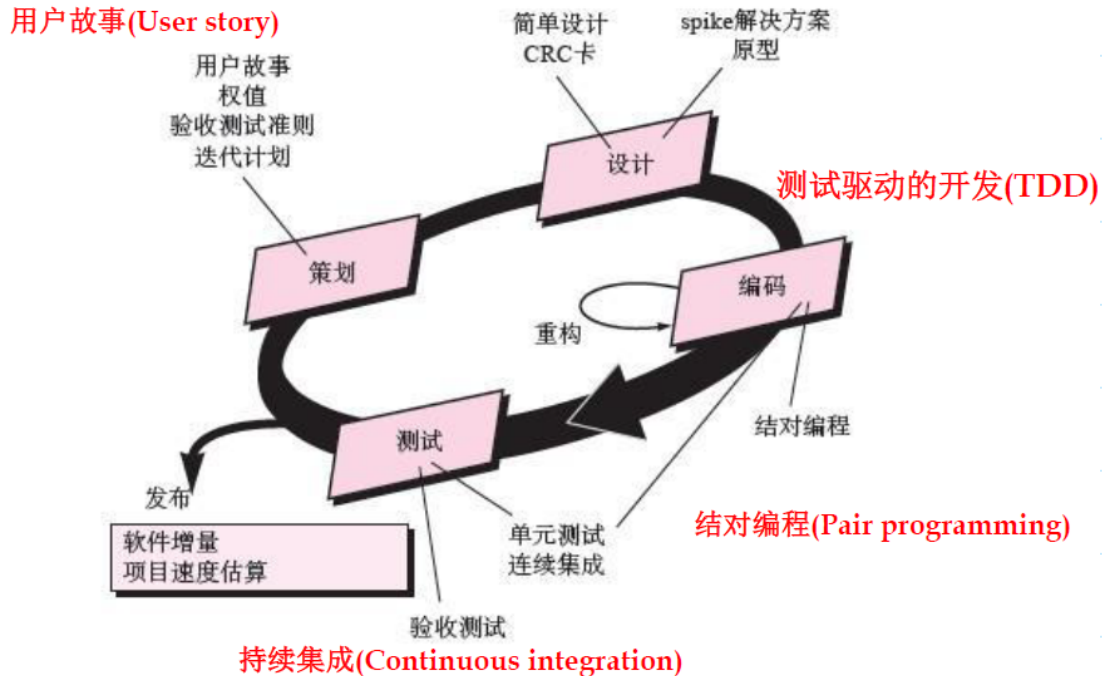 用户故事(User story)
简单设计
CRC卡
spike解决方案
原型
用户故事
权值
验收测试准则
迭代计划
设计
测试驱动的开发(TDD)
策划
编码
重构
结对编程
测试
发布
软件增量
项目速度估算
单元测试
连续集成
结对编程(Pair programming)
验收测试
持续集成(Continuous integration)